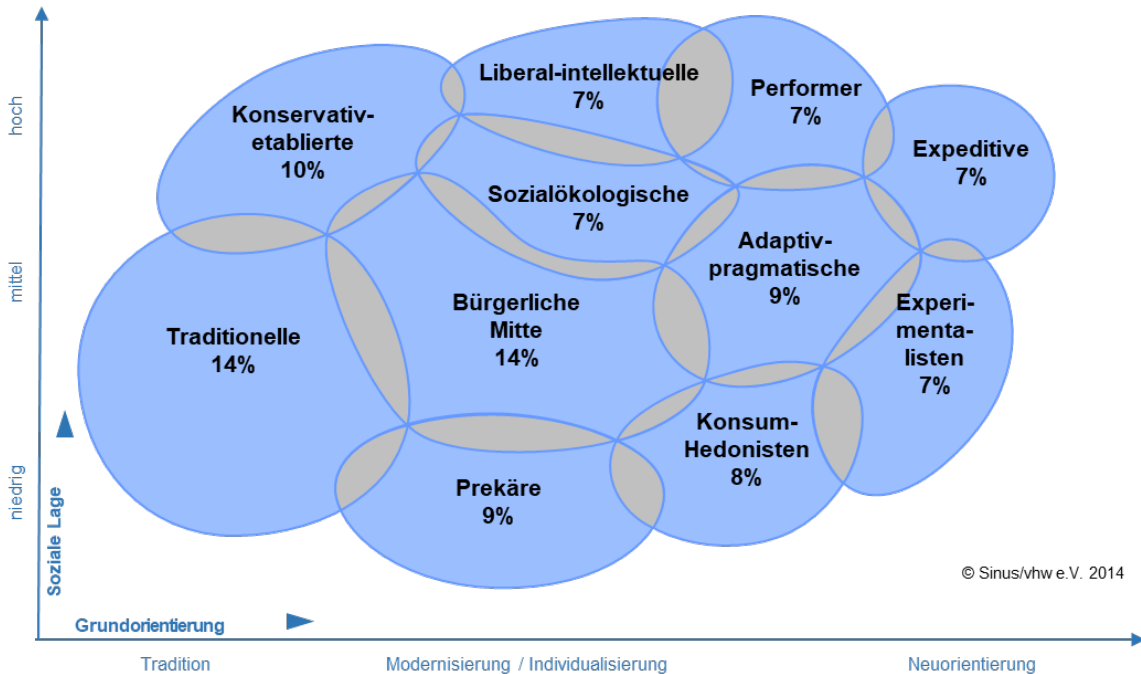 hoch
mittel
niedrig
Soziale Lage
Liberal-intellektuelle
7%
Performer
7%
Konservativ-
etablierte
10%
Expeditive
7%
Sozialökologische
7%
Adaptiv-
pragmatische
9%
Traditionelle
14%
Bürgerliche
Mitte
14%
Experi-
menta-
listen
7%
Konsum-
Hedonisten
8%
Prekäre
9%
© Sinus/vhw e.V. 2014
Grundorientierung
Tradition
Modernisierung / Individualisierung
Neuorientierung